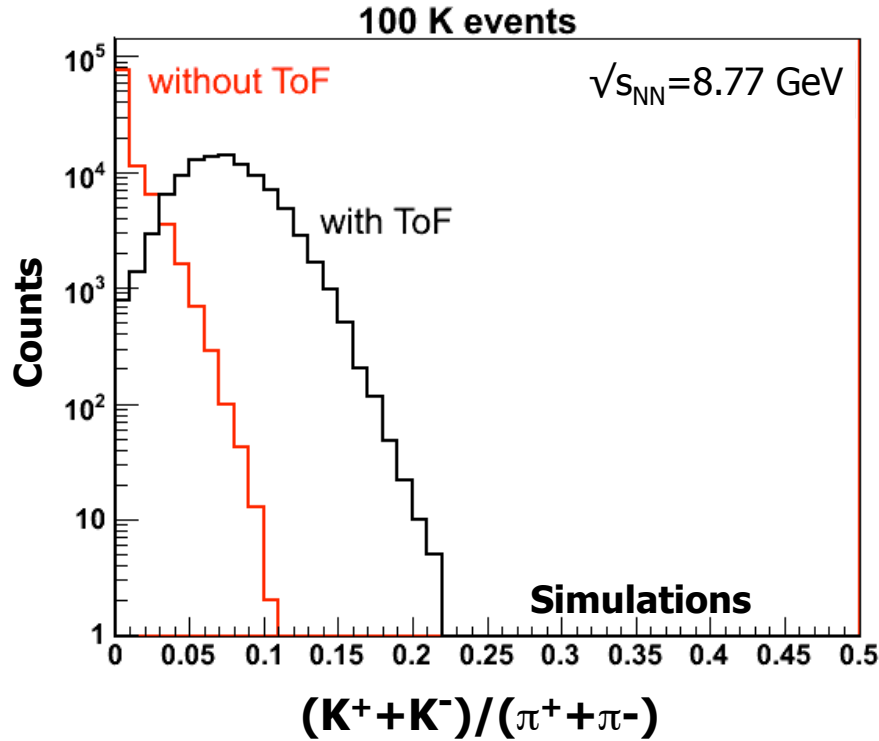 100 K events
10⁵
without ToF
√sNN=8.77 GeV
10⁴
with ToF
10³
Counts
10²
10
Simulations
1
0 0.05 0.1 0.15 0.2 0.25 0.3 0.35 0.4 0.45 0.5
(K⁺+K⁻)/(π⁺+π-)